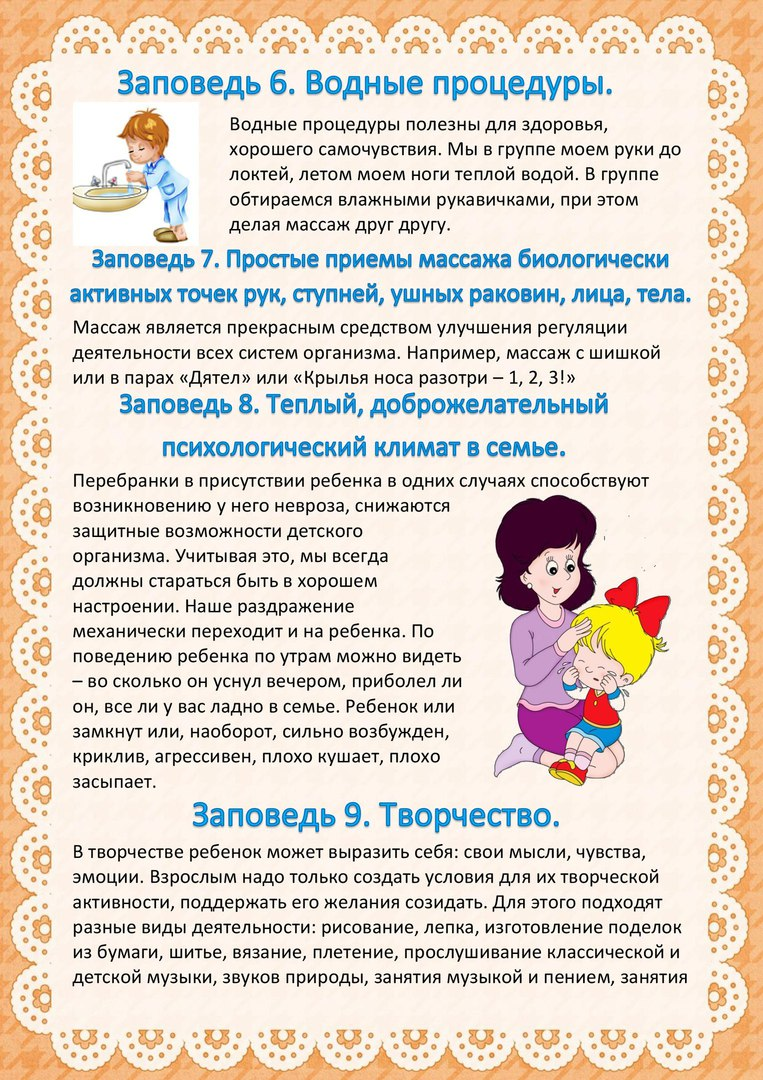 Заповедь 6. Водные процедуры.
Водные процедуры полезны для здоровья,
хорошего самочувствия. Мы в группе моем руки до
локтей, летом моем ноги теплой водой. В группе
обтираемся влажными рукавичками, при этом
делая массаж друг другу.
Заповедь 7. Простые приемы массажа биологически
активных точек рук, ступней, ушных раковин, лица, тела.
Массаж является прекрасным средством улучшения регуляции
деятельности всех систем организма. Например, массаж с шишкой
или в парах «Дятел» или «Крылья носа разотри – 1, 2, 3!»
Заповедь 8. Теплый, доброжелательный
психологический климат в семье.
Перебранки в присутствии ребенка в одних случаях способствуют
возникновению у него невроза, снижаются
защитные возможности детского
организма. Учитывая это, мы всегда
должны стараться быть в хорошем
настроении. Наше раздражение
механически переходит и на ребенка. По
поведению ребенка по утрам можно видеть
– во сколько он уснул вечером, приболел ли
он, все ли у вас ладно в семье. Ребенок или
замкнут или, наоборот, сильно возбужден,
криклив, агрессивен, плохо кушает, плохо
засыпает.
Заповедь 9. Творчество.
В творчестве ребенок может выразить себя: свои мысли, чувства,
эмоции. Взрослым надо только создать условия для их творческой
активности, поддержать его желания созидать. Для этого подходят
разные виды деятельности: рисование, лепка, изготовление поделок
из бумаги, шитье, вязание, плетение, прослушивание классической и
детской музыки, звуков природы, занятия музыкой и пением, занятия